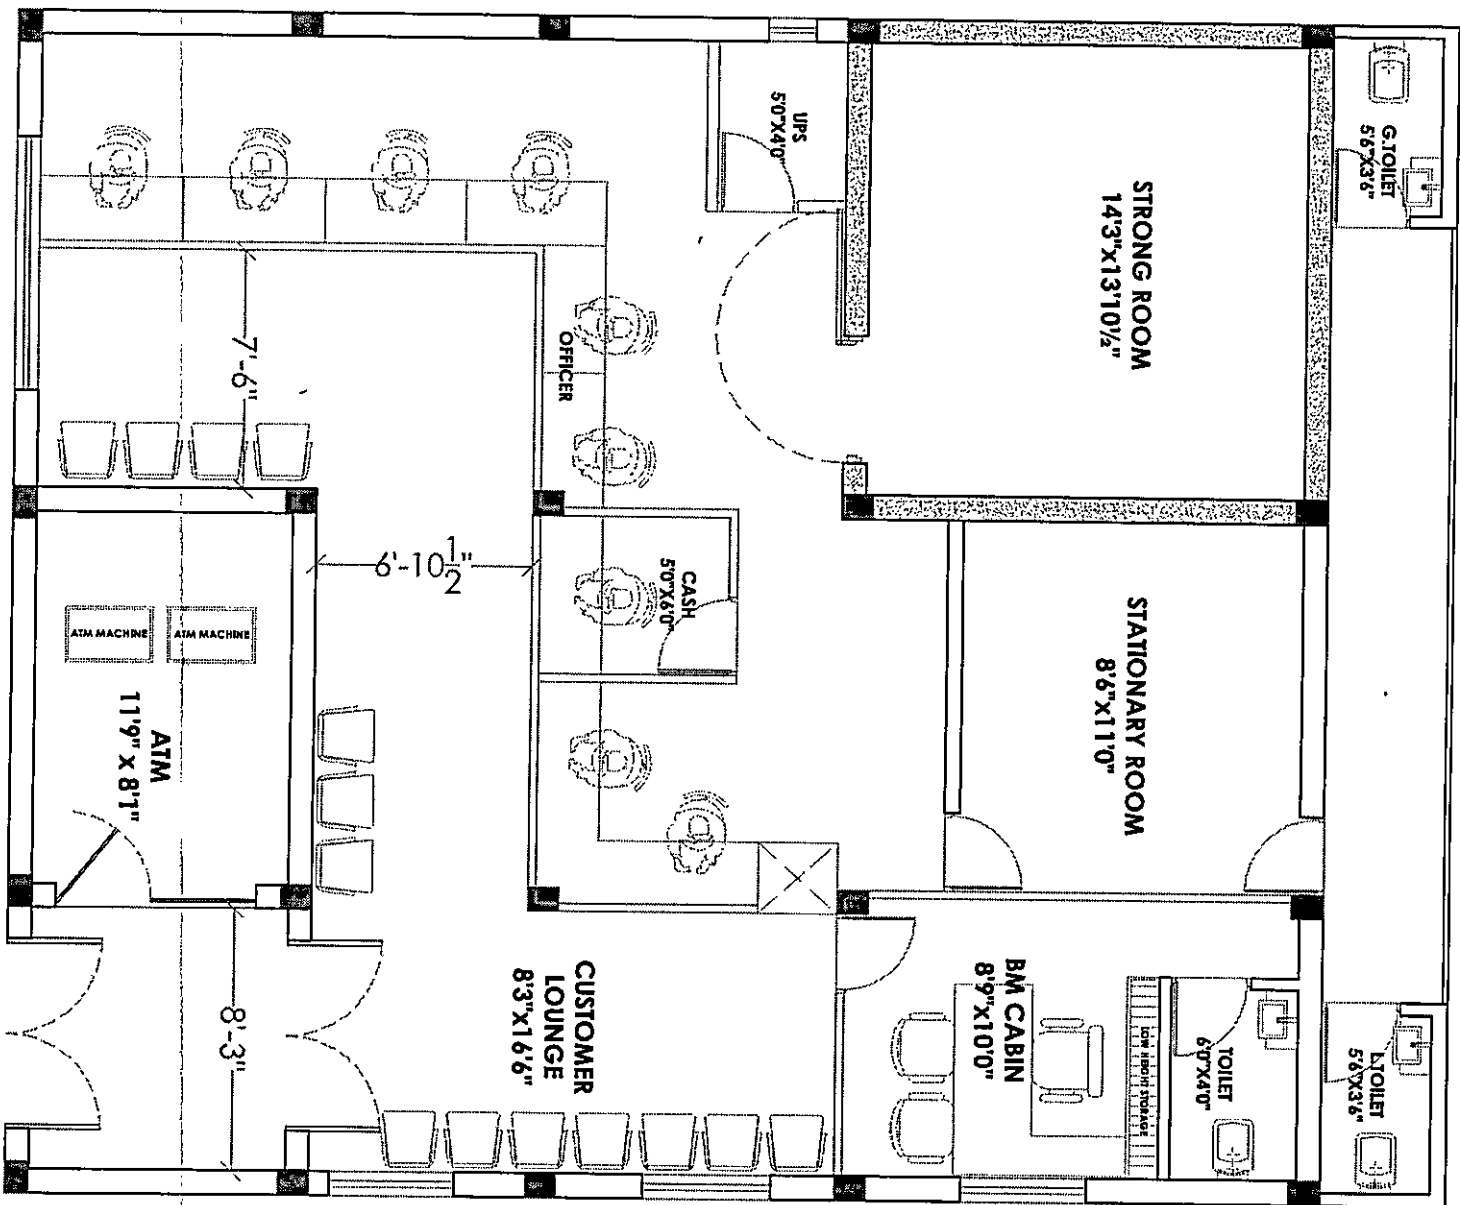 G.TOILET
5'6"X3'6"
STRONG ROOM
14'3"x13'10½"
UPS
5'0"X4'0"
OFFICER
7'-6"
STATIONARY ROOM
8'6"x11'0"
CASH
5'0"X6'0"
6'-10½"
ATM MACHINE
ATM MACHINE
ATM
11'9" x 8'1"
L.TOILET
5'6"X3'6"
TOILET
6'0"X4'0"
LOW HEIGHT STORAGE
BM CABIN
8'9"x10'0"
CUSTOMER
LOUNGE
8'3"x16'6"
8'-3"